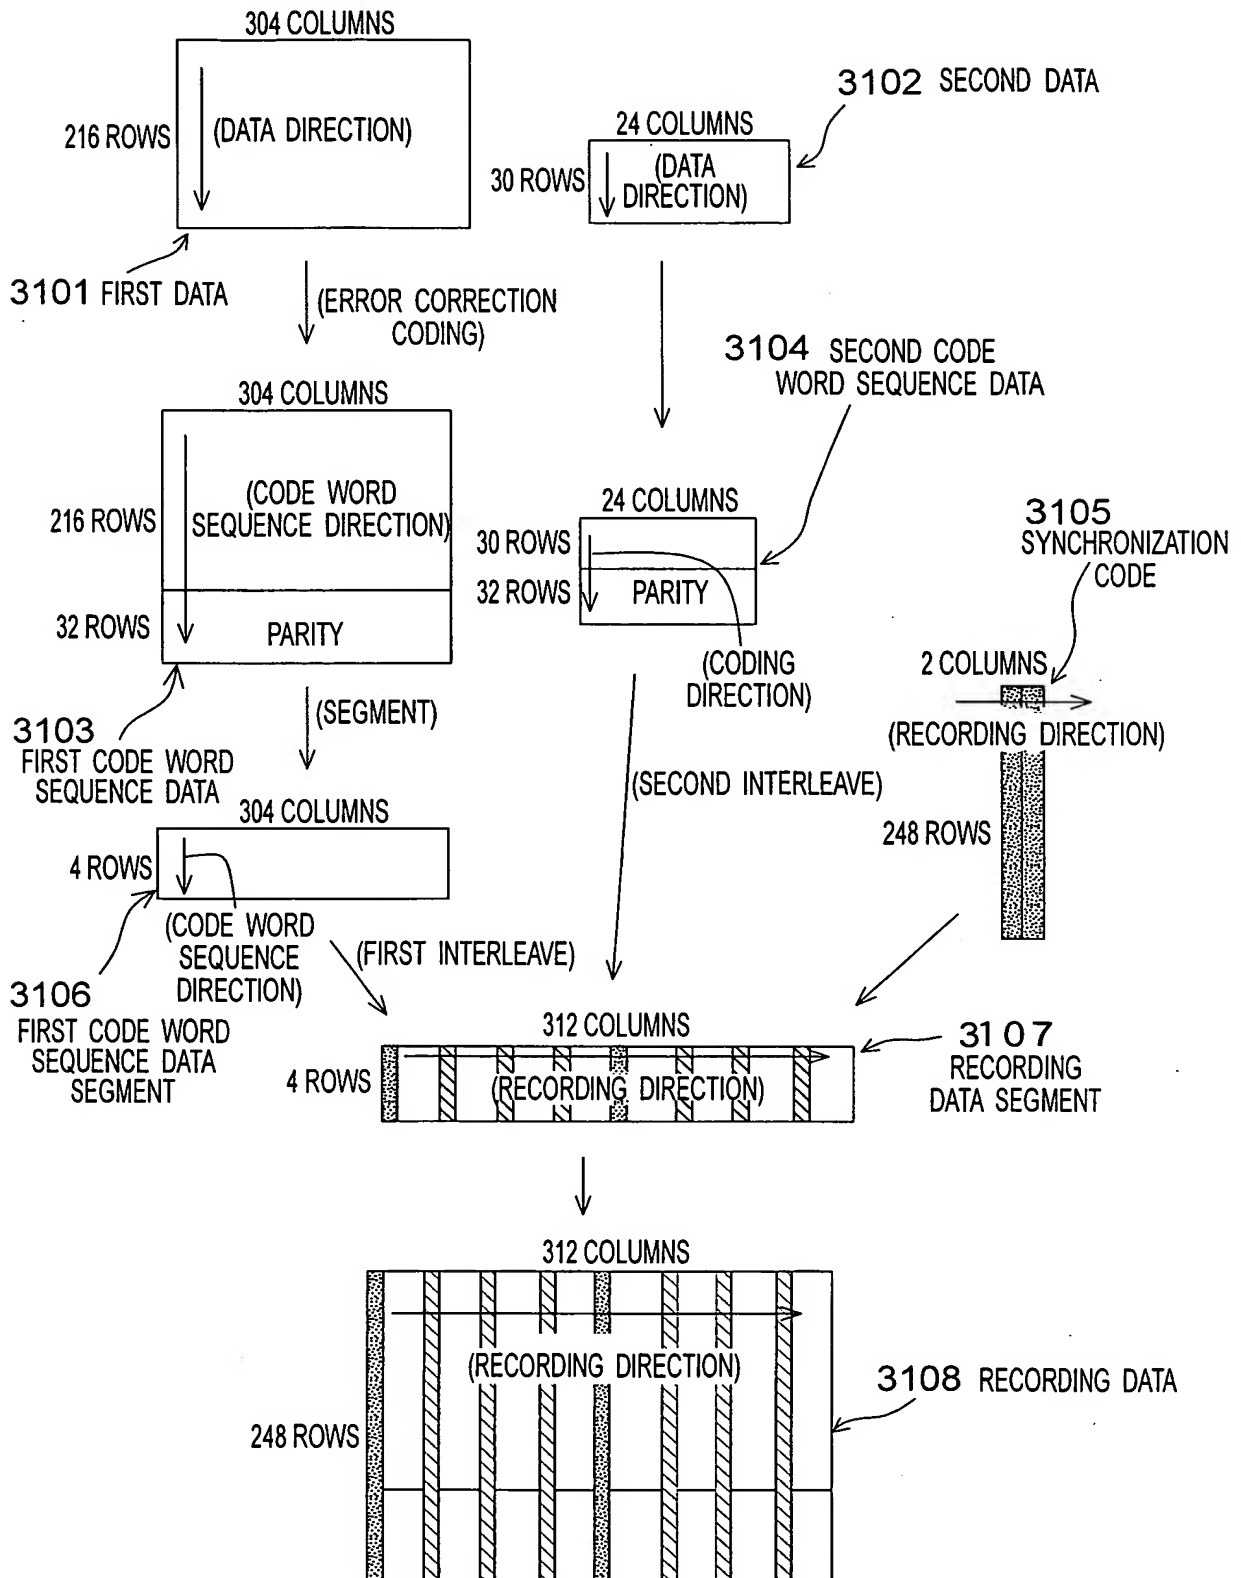 304 COLUMNS
216 ROWS
(DATA DIRECTION)
3101 FIRST DATA
3102 SECOND DATA
24 COLUMNS
30 ROWS
(DATA
DIRECTION)
(ERROR CORRECTION
CODING)
3104 SECOND CODE
WORD SEQUENCE DATA
304 COLUMNS
216 ROWS
(CODE WORD
SEQUENCE DIRECTION)
32 ROWS
PARITY
24 COLUMNS
30 ROWS
32 ROWS
PARITY
(CODING
DIRECTION)
3105
SYNCHRONIZATION
CODE
2 COLUMNS
(RECORDING DIRECTION)
248 ROWS
3103
FIRST CODE WORD
SEQUENCE DATA
(SEGMENT)
(SECOND INTERLEAVE)
304 COLUMNS
4 ROWS
(CODE WORD
SEQUENCE
DIRECTION)
(FIRST INTERLEAVE)
3106
FIRST CODE WORD
SEQUENCE DATA
SEGMENT
312 COLUMNS
4 ROWS
(RECORDING DIRECTION)
3107
RECORDING
DATA SEGMENT
312 COLUMNS
(RECORDING DIRECTION)
248 ROWS
3108 RECORDING DATA